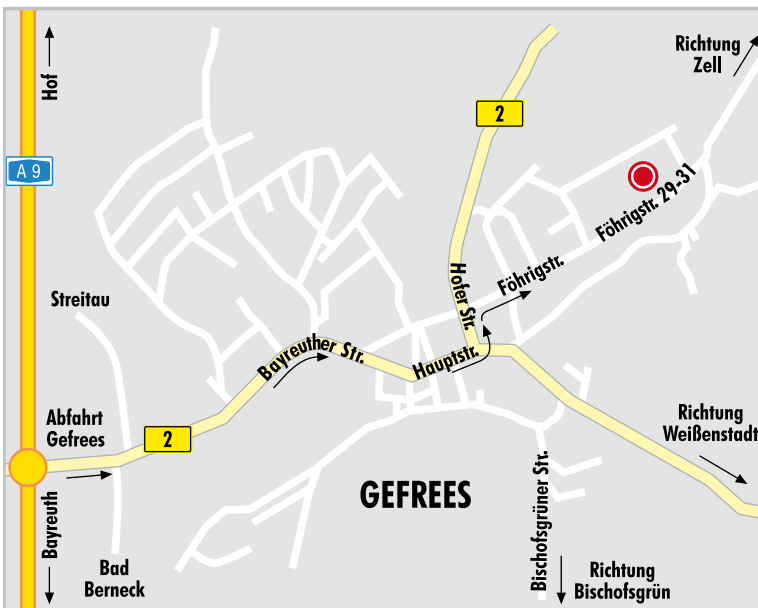 Richtung
Zell
Hof
2
A 9
Föhrigstr. 29-31
Föhrigstr.
Hofer Str.
Streitau
Bayreuther Str.
Hauptstr.
Abfahrt
Gefrees
2
Richtung
Weißenstadt
GEFREES
Bayreuth
Bischofsgrüner Str.
Bad
Berneck
Richtung
Bischofsgrün